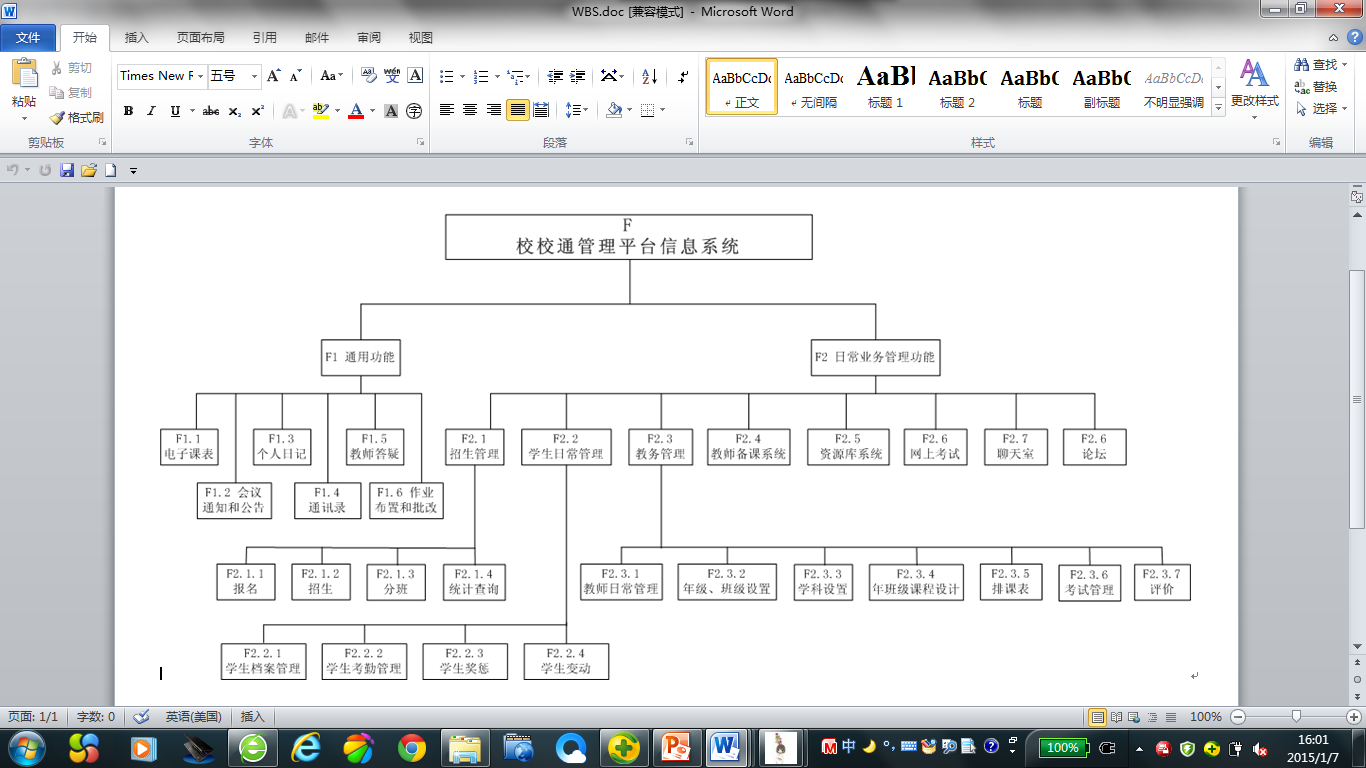 WBS.doc [兼容模式] - Microsoft Word
文件 开始 插入 页面布局 引用 邮件 审阅 视图
粘贴
剪切
复制
格式刷
剪贴板
Times New F 五号
字体
段落
AaBbCcDc AaBbCcDc AaBl AaBbC AaBbC AaBbC AaBbCcDc
正文 无间隔 标题 1 标题 2 标题 副标题 不明显强调
更改样式
样式
查找
替换
选择
编辑
F
校校通管理平台信息系统
F1 通用功能
F2 日常业务管理功能
F1.1
电子课表
F1.3
个人日记
F1.5
教师答疑
F2.1
招生管理
F2.2
学生日常管理
F2.3
教务管理
F2.4
教师备课系统
F2.5
资源库系统
F2.6
网上考试
F2.7
聊天室
F2.6
论坛
F1.2 会议
通知和公告
F1.4
通讯录
F1.6 作业
布置和批改
F2.1.1
报名
F2.1.2
招生
F2.1.3
分班
F2.1.4
统计查询
F2.3.1
教师日常管理
F2.3.2
年级、班级设置
F2.3.3
学科设置
F2.3.4
年班级课程设计
F2.3.5
排课表
F2.3.6
考试管理
F2.3.7
评价
F2.2.1
学生档案管理
F2.2.2
学生考勤管理
F2.2.3
学生奖惩
F2.2.4
学生变动
页面: 1/1 字数: 0 英语(美国) 插入 100%
中
100%
16:01
2015/1/7